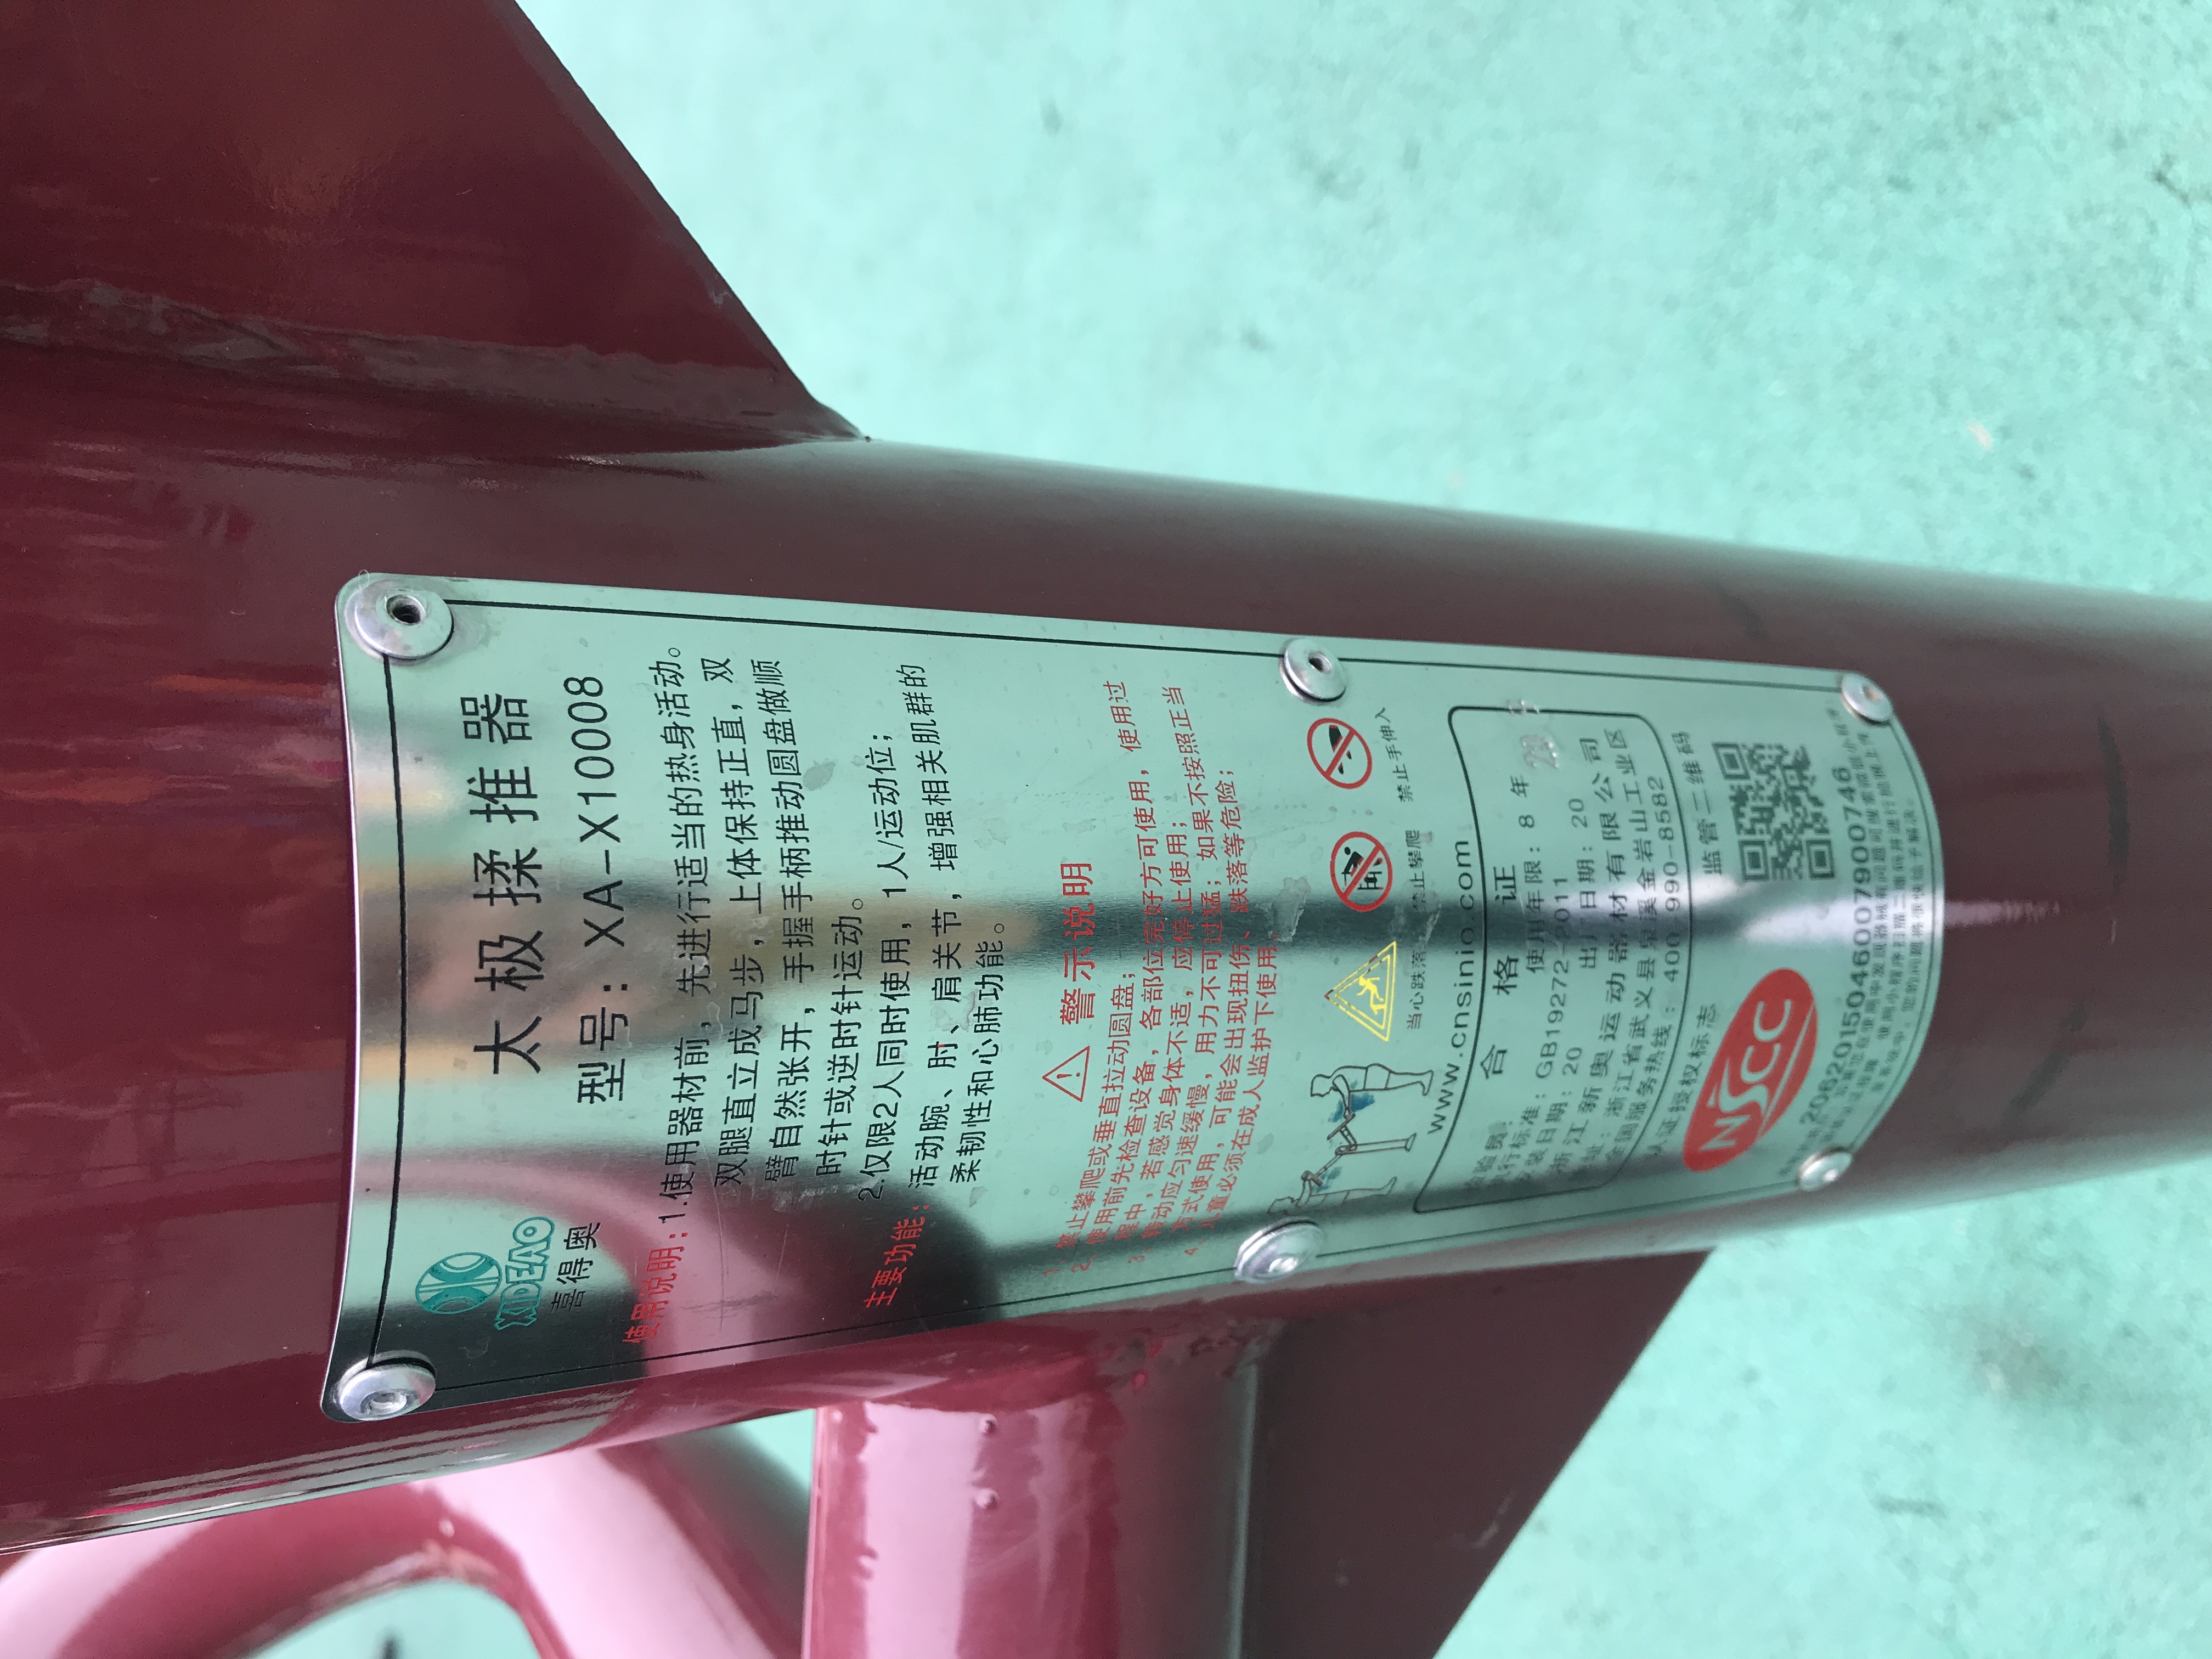 XIDEAO
喜得奥
太极揉推器
型号：XA-X10008
使用说明：1.使用器材前，先进行适当的热身活动。
双腿直立成马步，上体保持正直，双
臂自然张开，手握手柄推动圆盘做顺
时针或逆时针运动。
2.仅限2人同时使用，1人/运动位；
主要功能：活动腕、肘、肩关节，增强相关肌群的
柔韧性和心肺功能。
警示说明
1、禁止攀爬或垂直拉动圆盘；
2、使用前先检查设备，各部位完好方可使用，使用过
程中，若感觉身体不适，应停止使用；
3、转动应匀速缓慢，用力不可过猛；如果不按照正当
方式使用，可能会出现扭伤、跌落等危险；
4、儿童必须在成人监护下使用。
当心跌落
禁止攀爬
禁止手伸入
www.cnsinio.com
合格证
检验员：
使用年限：8年
执行标准：GB19272-2011
安装日期：20
出厂日期：20
浙江新奥运动器材有限公司
地址：浙江省武义县泉溪金岩山工业区
全国服务热线：400-990-8582
认证授权标志
监管二维码
NSCC
2062015046007900746